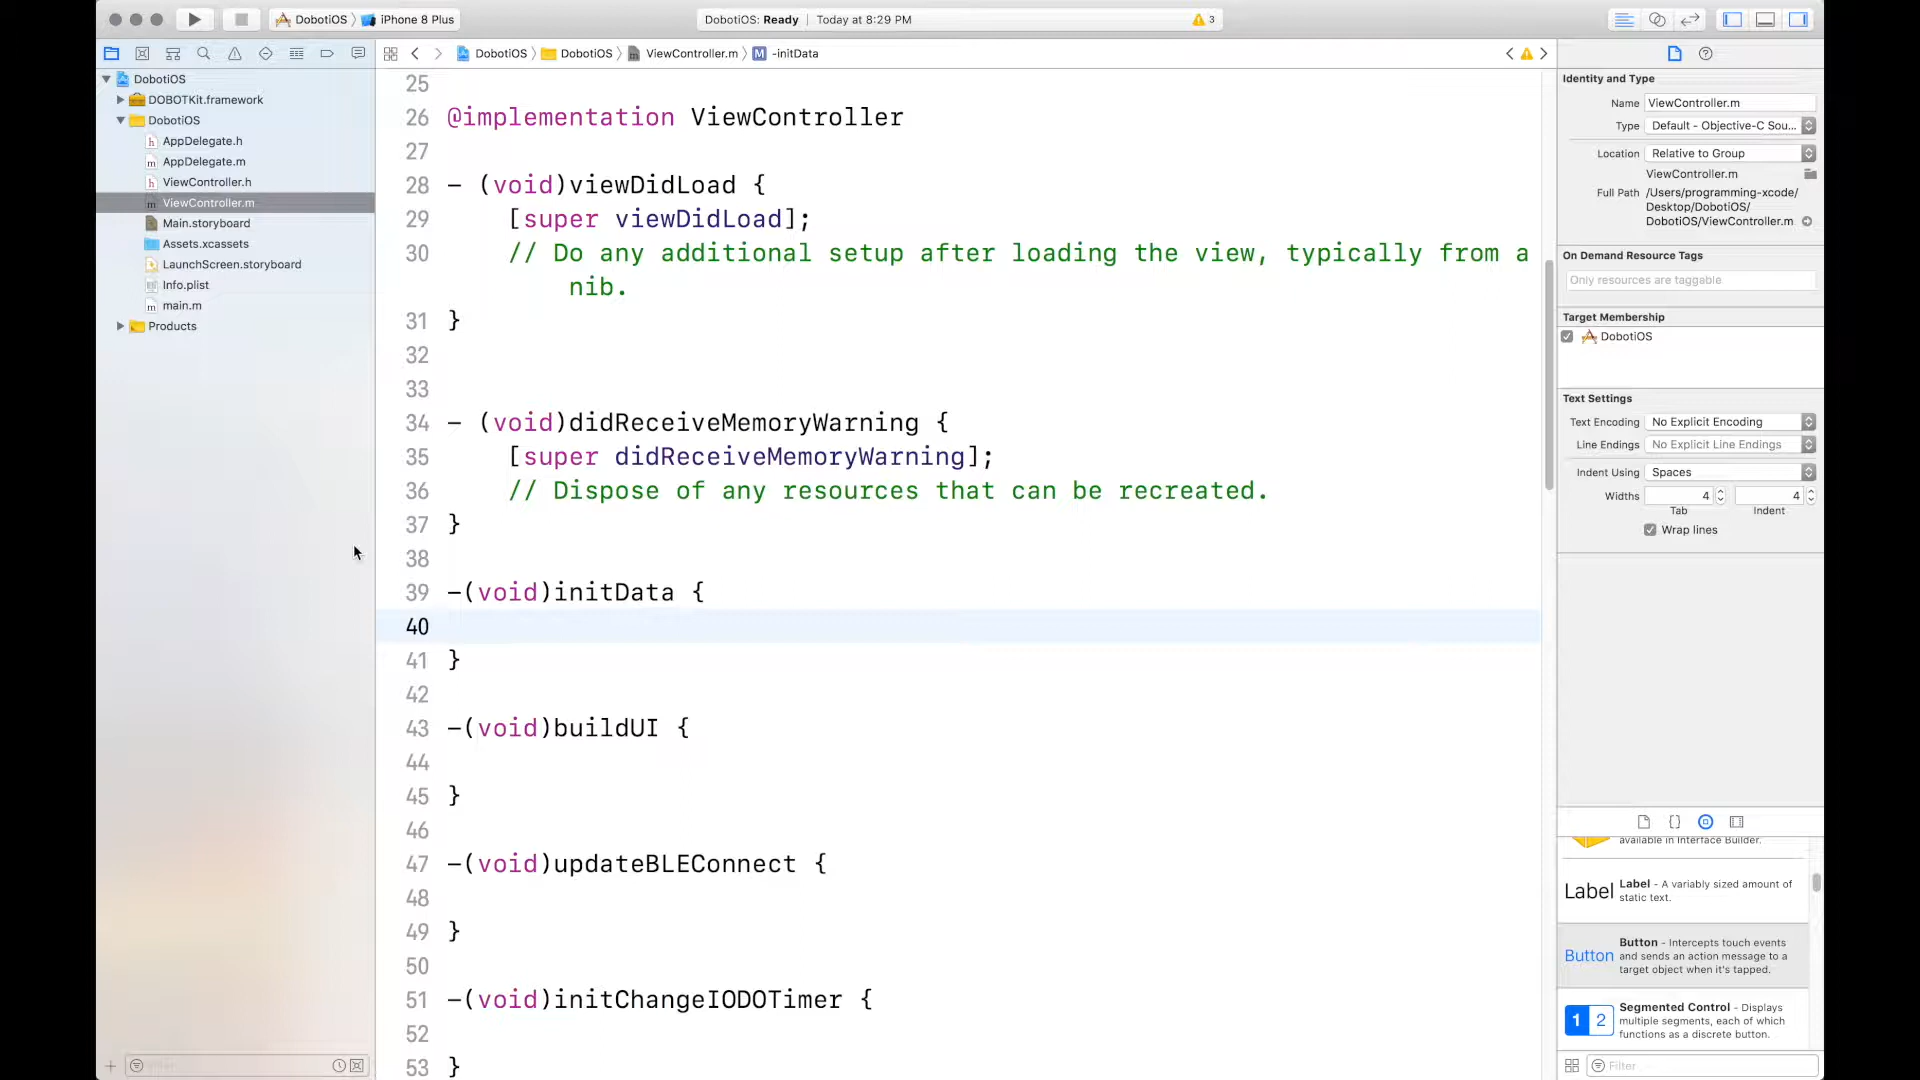 DobotiOS
iPhone 8 Plus
DobotiOS: Ready | Today at 8:29 PM
3
DobotiOS
DOBOTKit.framework
DobotiOS
AppDelegate.h
AppDelegate.m
ViewController.h
ViewController.m
Main.storyboard
Assets.xcassets
LaunchScreen.storyboard
Info.plist
main.m
Products
DobotiOS DobotiOS ViewController.m M -initData
25
26 @implementation ViewController
27
28 - (void)viewDidLoad {
29 [super viewDidLoad];
30 // Do any additional setup after loading the view, typically from a
nib.
31 }
32
33
34 - (void)didReceiveMemoryWarning {
35 [super didReceiveMemoryWarning];
36 // Dispose of any resources that can be recreated.
37 }
38
39 -(void)initData {
40
41 }
42
43 -(void)buildUI {
44
45 }
46
47 -(void)updateBLEConnect {
48
49 }
50
51 -(void)initChangeIODOTimer {
52
53 }
Identity and Type
Name ViewController.m
Type Default - Objective-C Sou...
Location Relative to Group
ViewController.m
Full Path /Users/programming-xcode/
Desktop/DobotiOS/
DobotiOS/ViewController.m
On Demand Resource Tags
Only resources are taggable
Target Membership
DobotiOS
Text Settings
Text Encoding No Explicit Encoding
Line Endings No Explicit Line Endings
Indent Using Spaces
Widths 4 4
Tab Indent
Wrap lines
available in Interface Builder.
Label Label - A variably sized amount of
static text.
Button Button - Intercepts touch events
and sends an action message to a
target object when it's tapped.
1 2 Segmented Control - Displays
multiple segments, each of which
functions as a discrete button.
Filter